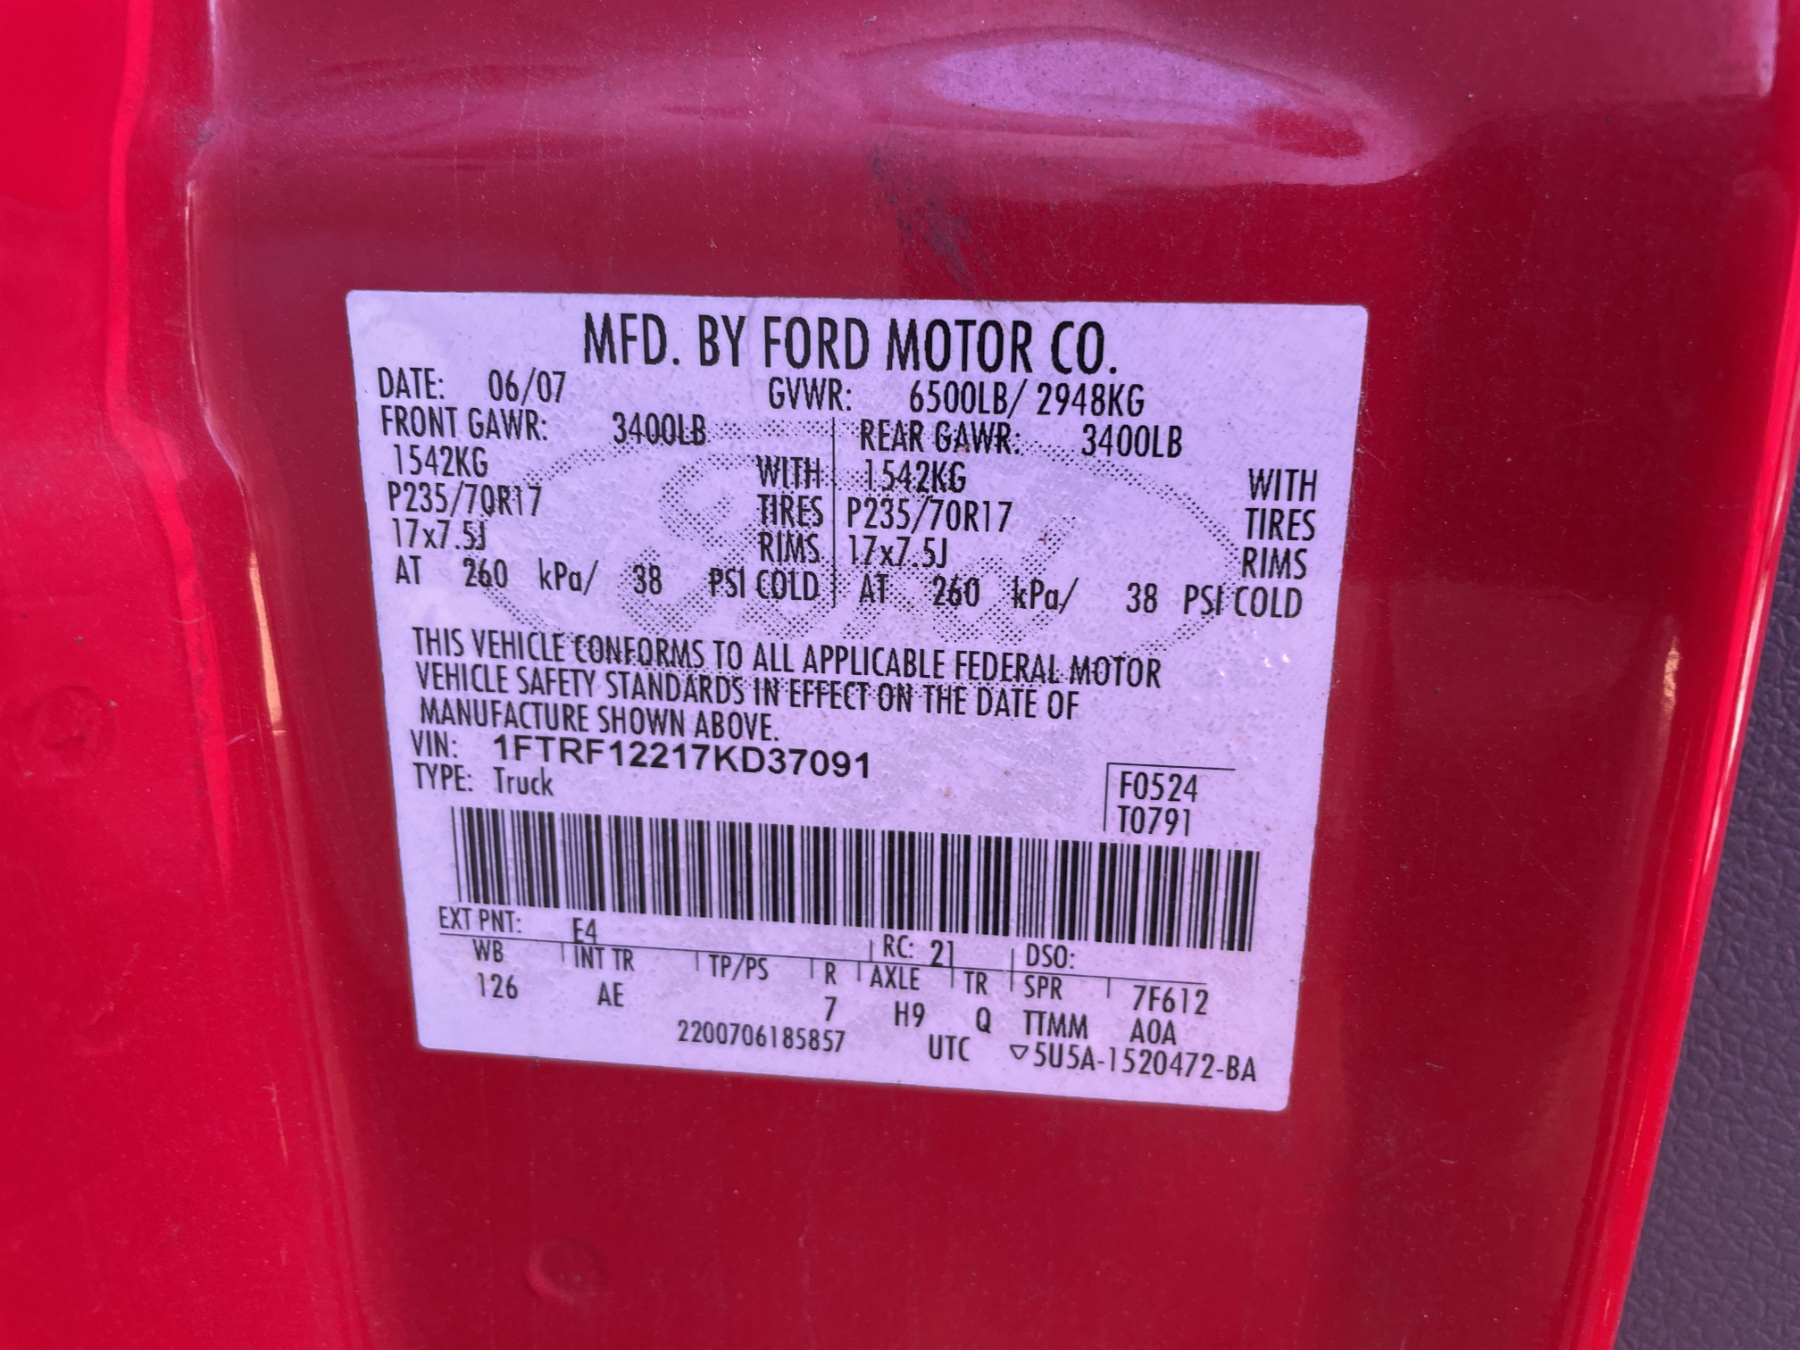 MFD. BY FORD MOTOR CO.
DATE: 06/07 GVWR: 6500LB/ 2948KG
FRONT GAWR: 3400LB REAR GAWR: 3400LB
1542KG WITH 1542KG WITH
P235/70R17 TIRES P235/70R17 TIRES
17x7.5J RIMS 17x7.5J RIMS
AT 260 kPa/ 38 PSI COLD AT 260 kPa/ 38 PSI COLD
THIS VEHICLE CONFORMS TO ALL APPLICABLE FEDERAL MOTOR
VEHICLE SAFETY STANDARDS IN EFFECT ON THE DATE OF
MANUFACTURE SHOWN ABOVE.
VIN: 1FTRF12217KD37091
TYPE: Truck
F0524
T0791
EXT PNT: E4 RC: 21 DSO:
WB INT TR TP/PS R AXLE TR SPR 7F612
126 AE 7 H9 Q TTMM A0A
2200706185857 UTC ▽5U5A-1520472-BA